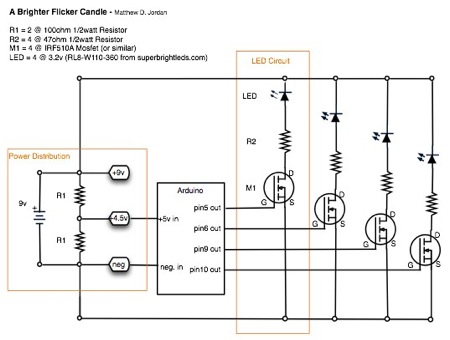 A Brighter Flicker Candle - Matthew D. Jordan
R1 = 2 @ 100ohm 1/2watt Resistor
R2 = 4 @ 47ohm 1/2watt Resistor
M1 = 4 @ IRF510A Mosfet (or similar)
LED = 4 @ 3.2v (RL8-W110-360 from superbrightleds.com)
LED Circuit
LED
R2
Power Distribution
+9v
9v
+
R1
Arduino
M1
D
G
S
pin5 out
4.5v
+5v in
pin6 out
D
G
S
R1
pin9 out
D
G
S
neg
neg. in
pin10 out
D
G
S